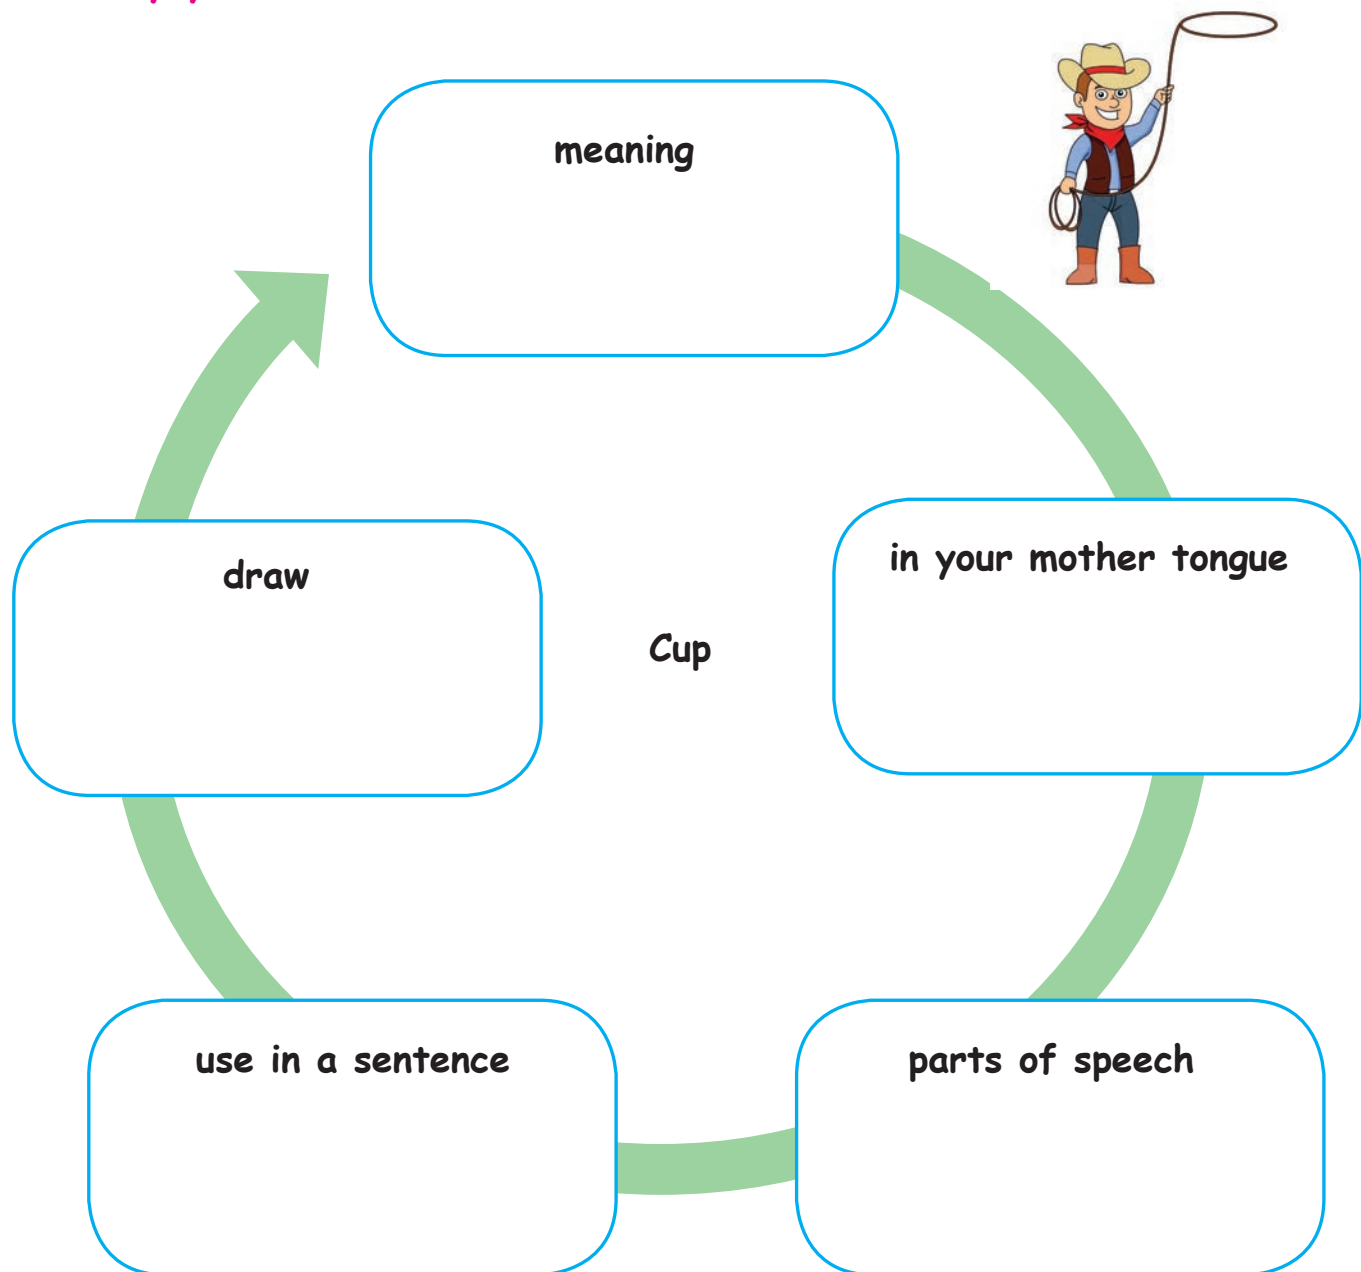 meaning
in your mother tongue
draw
Cup
use in a sentence
parts of speech